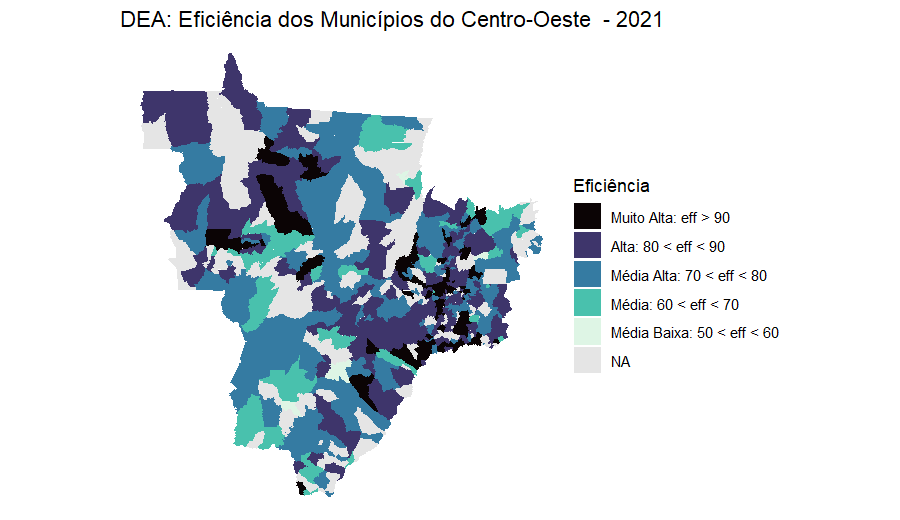 DEA: Eficiência dos Municípios do Centro-Oeste  - 2021
Eficiência
Muito Alta: eff > 90
Alta: 80 < eff < 90
Média Alta: 70 < eff < 80
Média: 60 < eff < 70
Média Baixa: 50 < eff < 60
NA